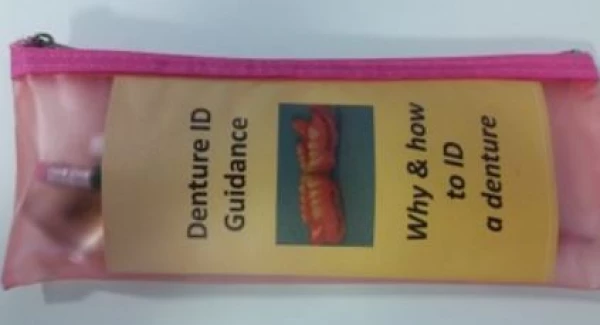 Denture ID
Guidance
Why & how
to ID
a denture